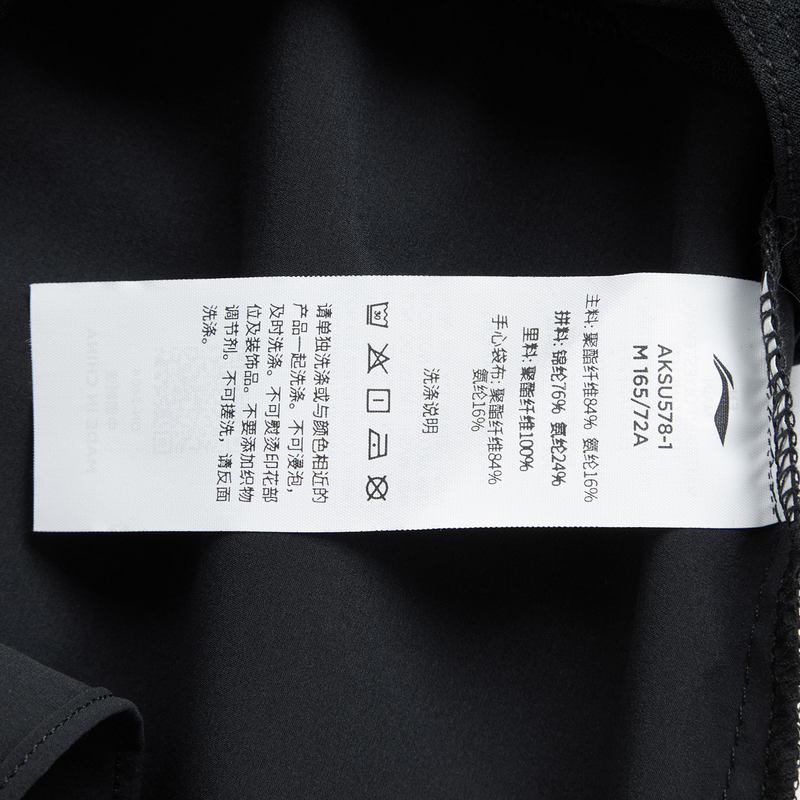 AKSU578-1
M 165/72A
主料: 聚酯纤维84% 氨纶16%
拼料: 锦纶76% 氨纶24%
里料: 聚酯纤维100%
手心袋布: 聚酯纤维84%
氨纶16%
洗涤说明
30
请单独洗涤或与颜色相近的
产品一起洗涤。不可浸泡,
及时洗涤。不可熨烫印花部
位及装饰品。不要添加织物
调节剂。不可搓洗，请反面
洗涤。
MADE IN CHINA